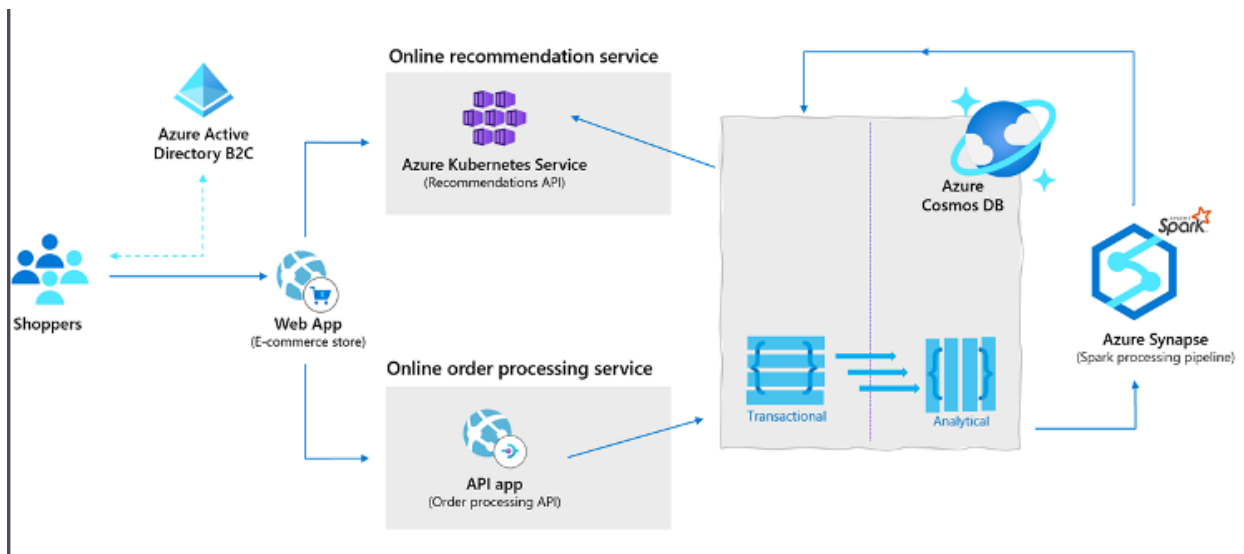 Online recommendation service
Azure Active
Directory B2C
Azure Kubernetes Service
(Recommendations API)
Azure
Cosmos DB
APACHE
Spark
Shoppers
Web App
(E-commerce store)
Azure Synapse
(Spark processing pipeline)
Online order processing service
Transactional
Analytical
API app
(Order processing API)